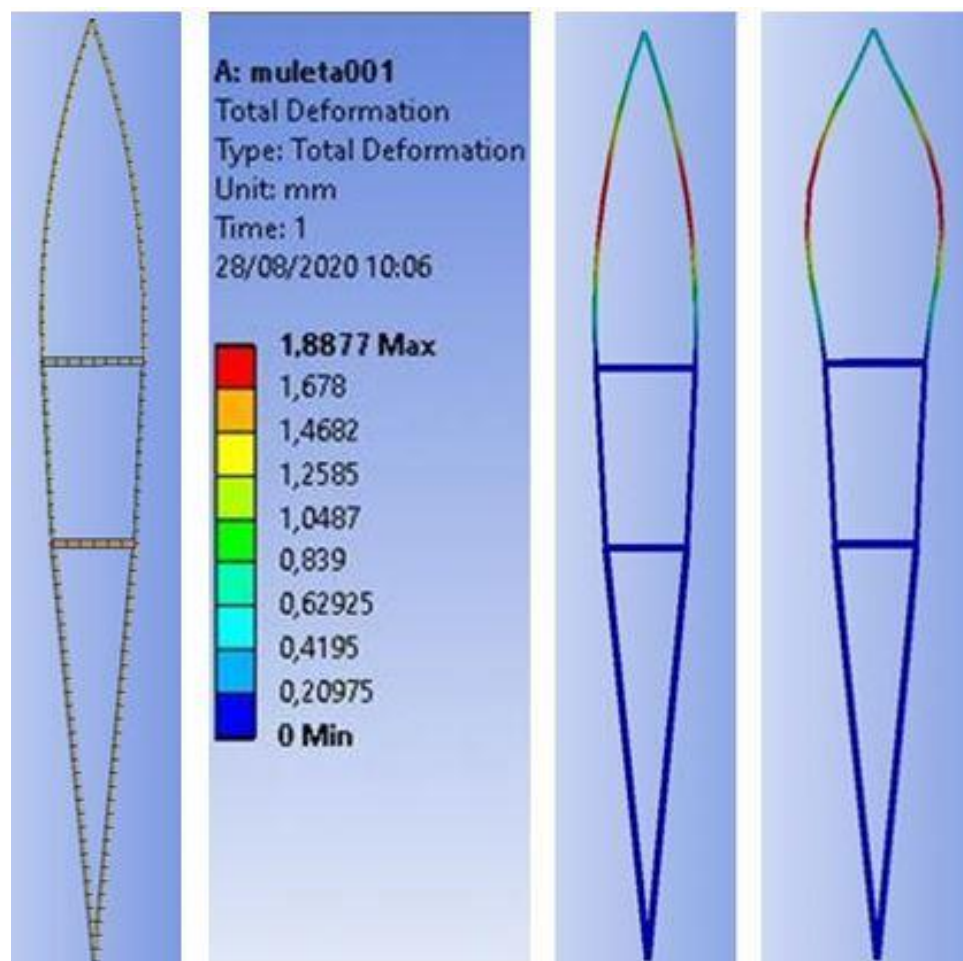 A: muleta001
Total Deformation
Type: Total Deformation
Unit: mm
Time: 1
28/08/2020 10:06
1,8877 Max
1,678
1,4682
1,2585
1,0487
0,839
0,62925
0,4195
0,20975
0 Min